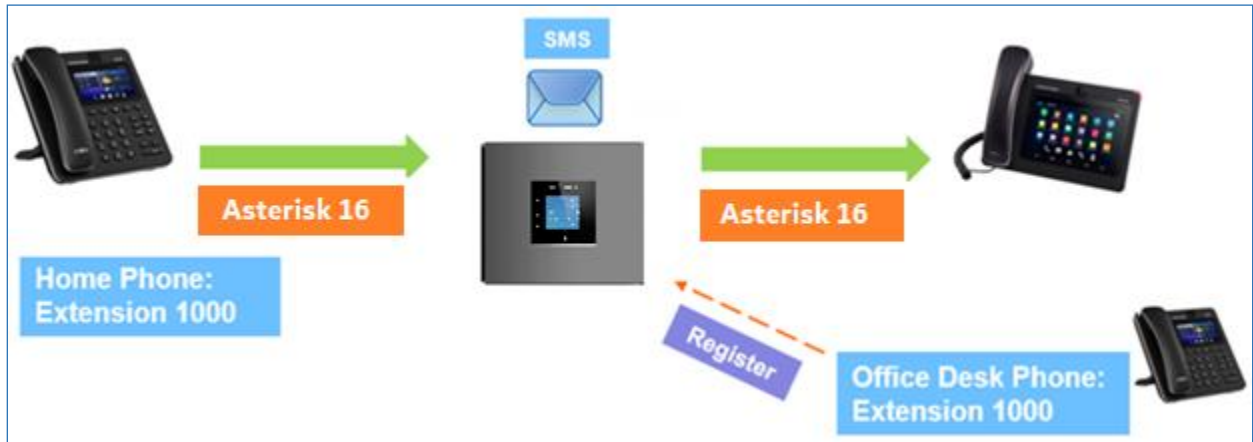 SMS
Asterisk 16
Asterisk 16
Home Phone:
Extension 1000
Register
Office Desk Phone:
Extension 1000